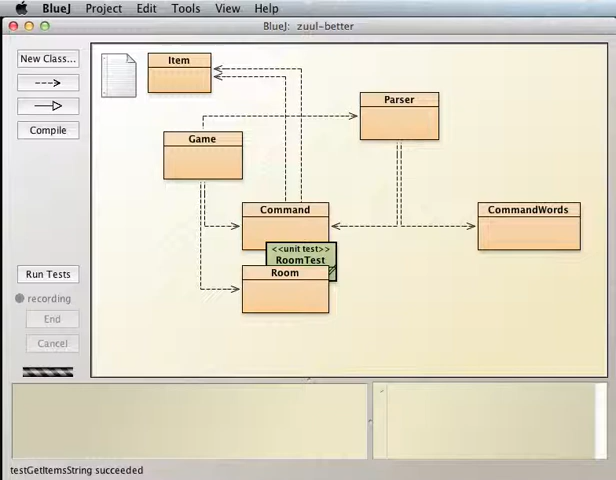 BlueJ Project Edit Tools View Help
BlueJ: zuul-better
New Class...
Compile
Run Tests
recording
End
Cancel
Item
Parser
Game
Command
CommandWords
<<unit test>>
RoomTest
Room
testGetItemsString succeeded